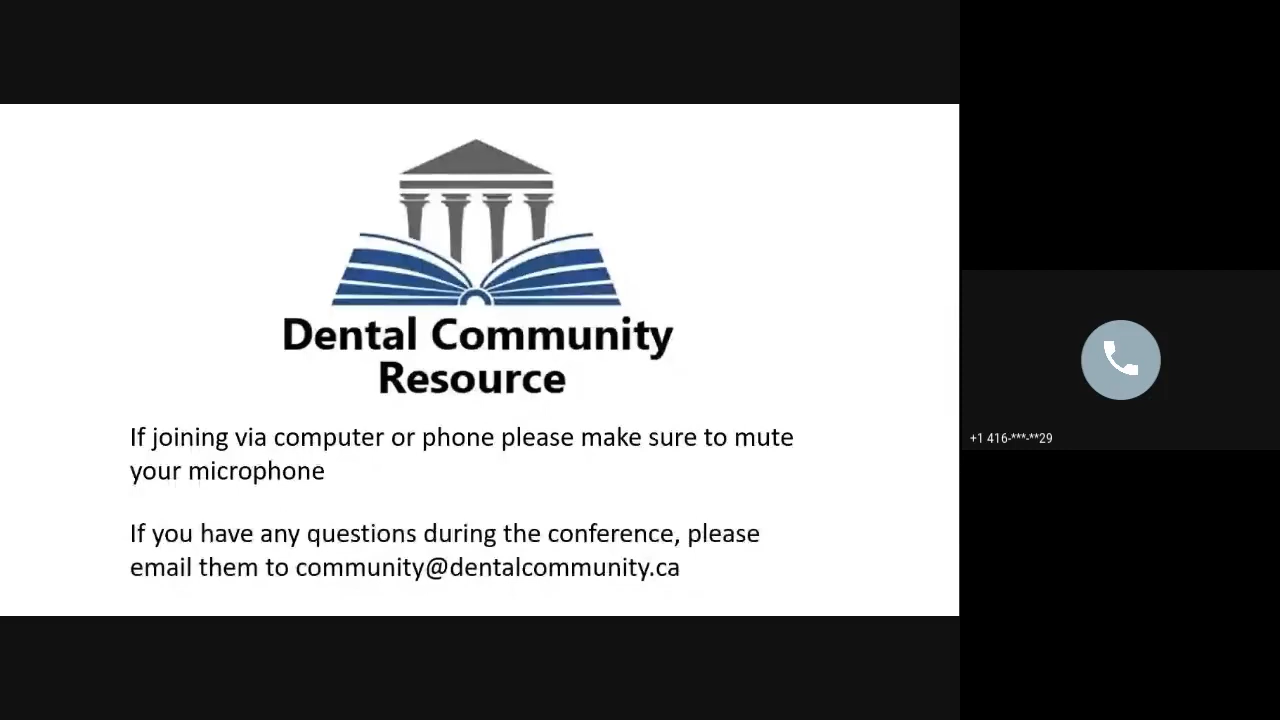 Dental Community
Resource
If joining via computer or phone please make sure to mute
your microphone
If you have any questions during the conference, please
email them to community@dentalcommunity.ca
+1 416-***-**29